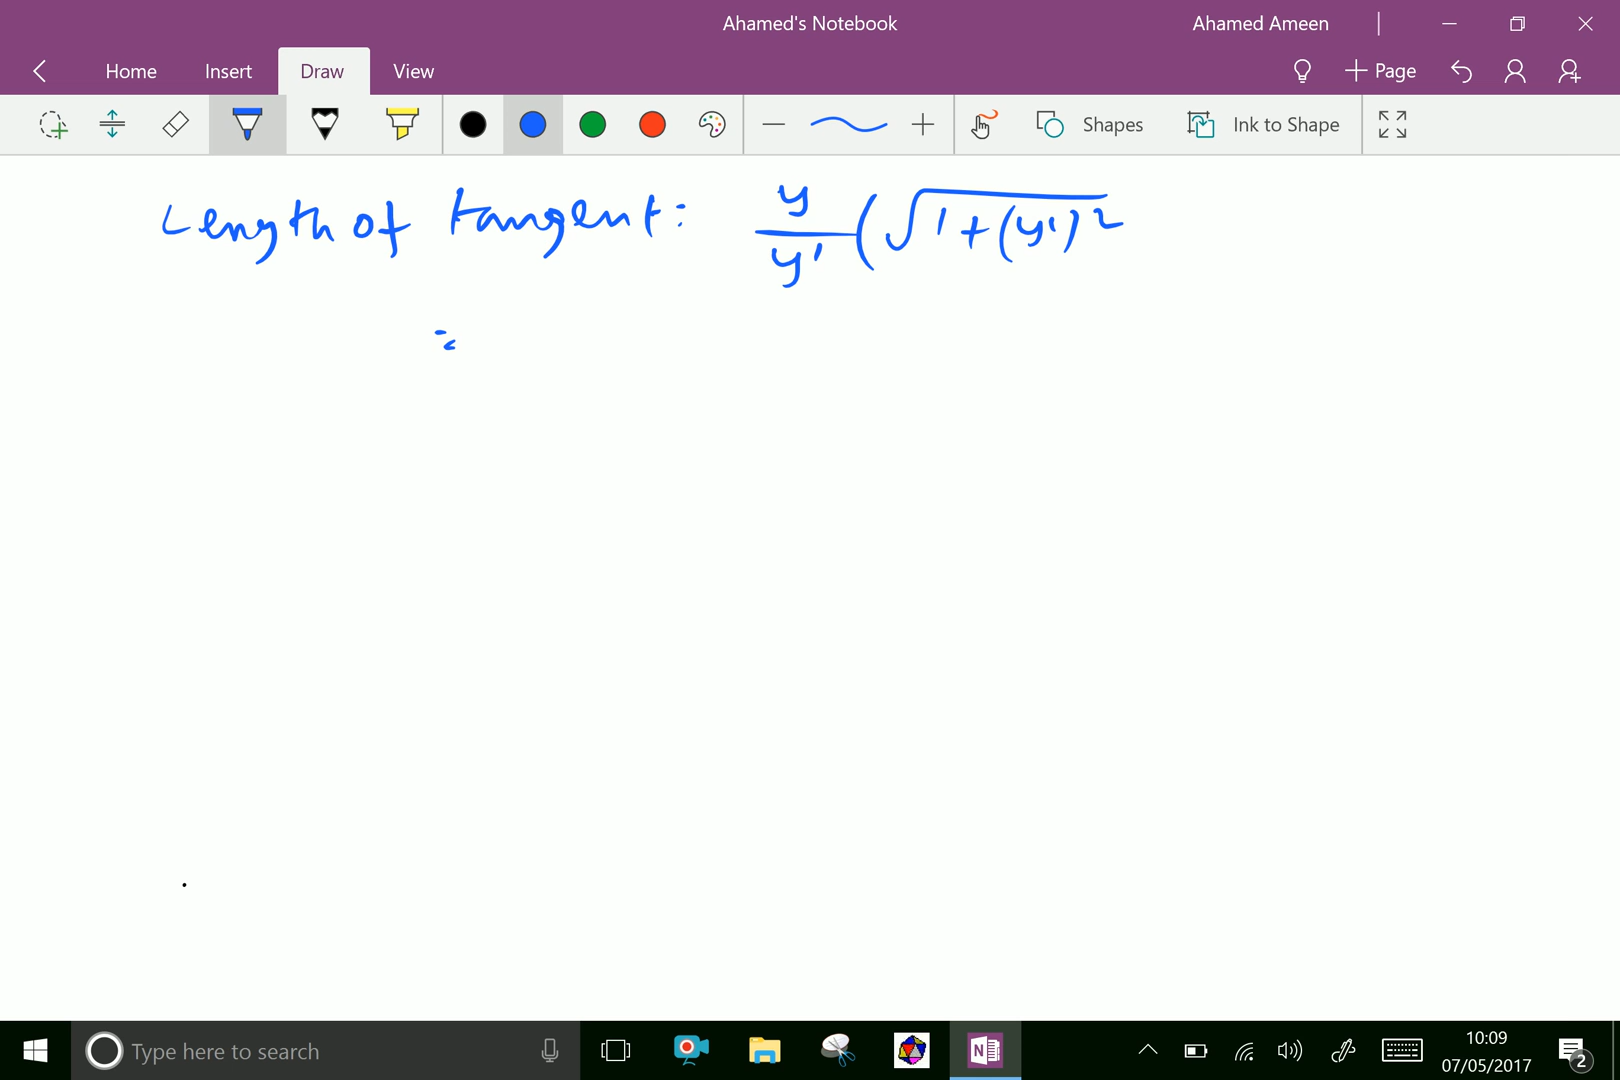 Ahamed's Notebook
Ahamed Ameen
Home Insert Draw View
Page
Shapes Ink to Shape
Length of tangent: y/y' (√1+(y')²
=
Type here to search
10:09
07/05/2017
2